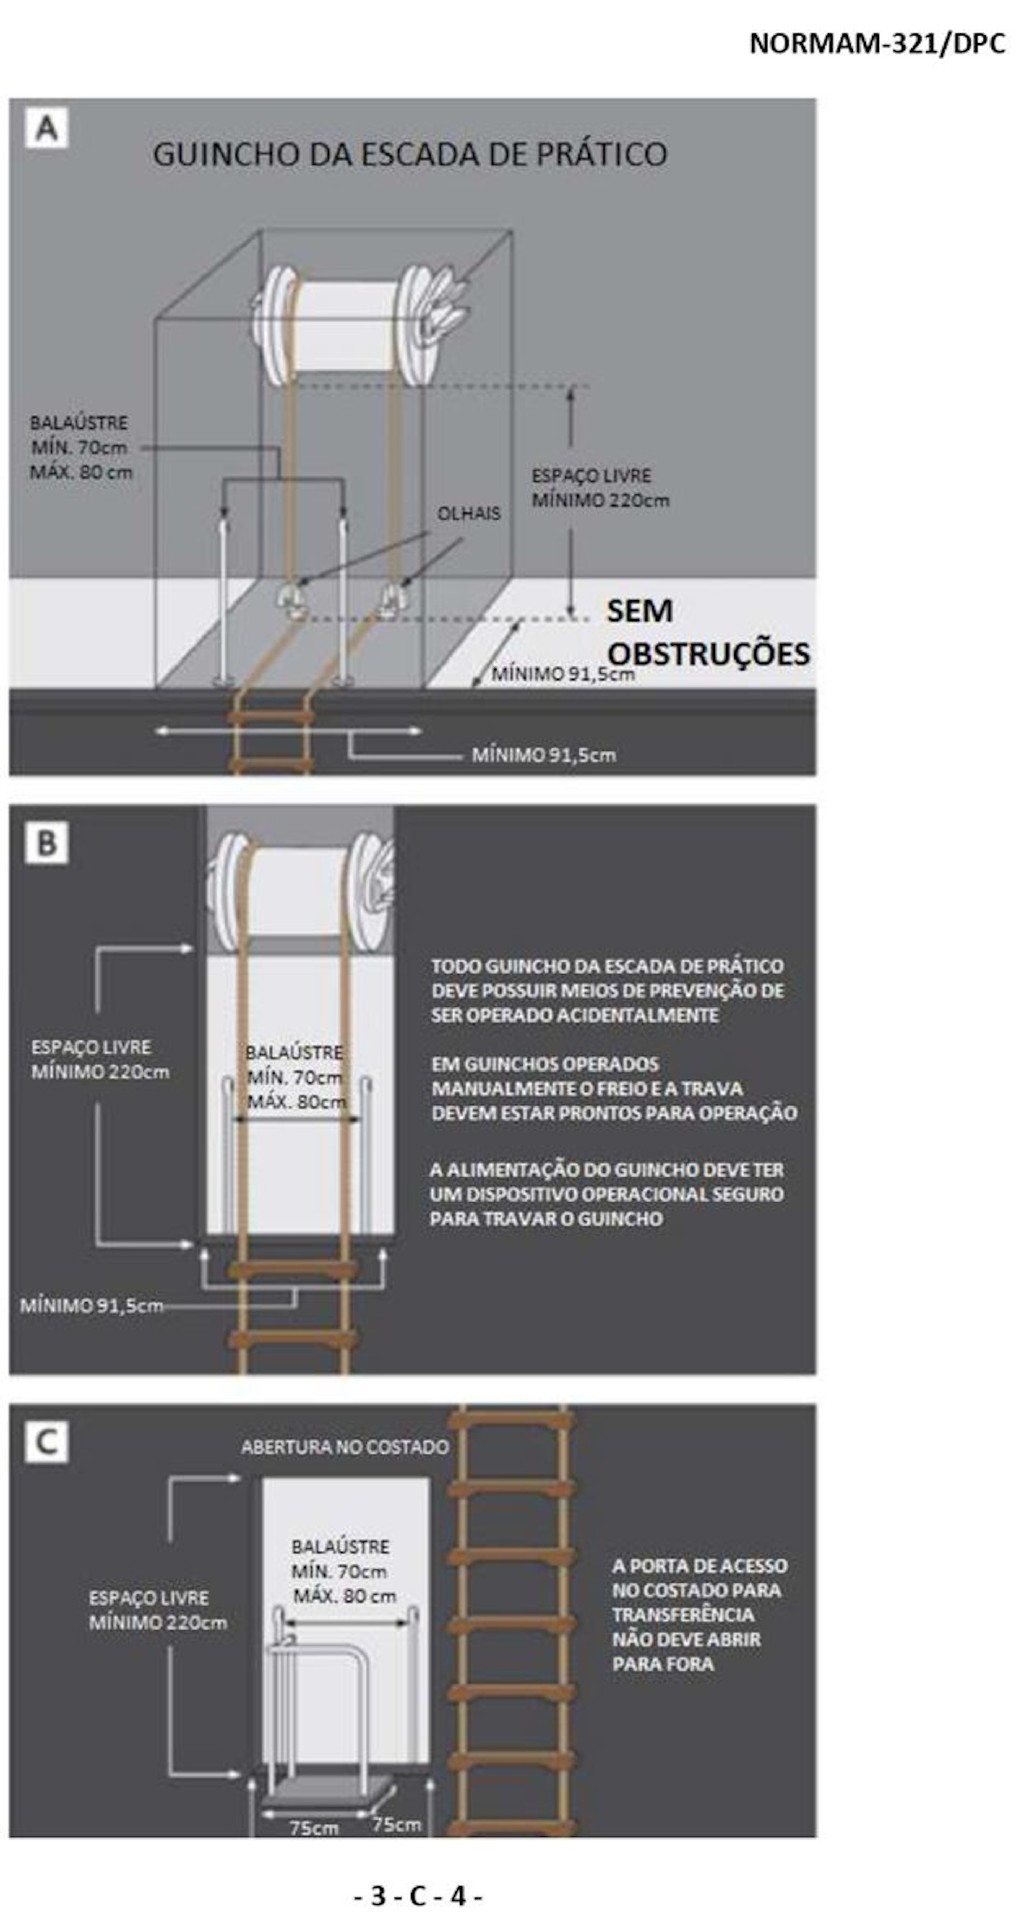 NORMAM-321/DPC
A
GUINCHO DA ESCADA DE PRÁTICO
BALAÚSTRE
MÍN. 70cm
MÁX. 80 cm
ESPAÇO LIVRE
MÍNIMO 220cm
OLHAIS
SEM
OBSTRUÇÕES
MÍNIMO 91,5cm
MÍNIMO 91,5cm
B
TODO GUINCHO DA ESCADA DE PRÁTICO
DEVE POSSUIR MEIOS DE PREVENÇÃO DE
SER OPERADO ACIDENTALMENTE
ESPAÇO LIVRE
MÍNIMO 220cm
BALAÚSTRE
MÍN. 70cm
MÁX. 80cm
EM GUINCHOS OPERADOS
MANUALMENTE O FREIO E A TRAVA
DEVEM ESTAR PRONTOS PARA OPERAÇÃO
A ALIMENTAÇÃO DO GUINCHO DEVE TER
UM DISPOSITIVO OPERACIONAL SEGURO
PARA TRAVAR O GUINCHO
MÍNIMO 91,5cm
C
ABERTURA NO COSTADO
BALAÚSTRE
MÍN. 70cm
MÁX. 80 cm
ESPAÇO LIVRE
MÍNIMO 220cm
A PORTA DE ACESSO
NO COSTADO PARA
TRANSFERÊNCIA
NÃO DEVE ABRIR
PARA FORA
75cm
75cm
- 3 - C - 4 -